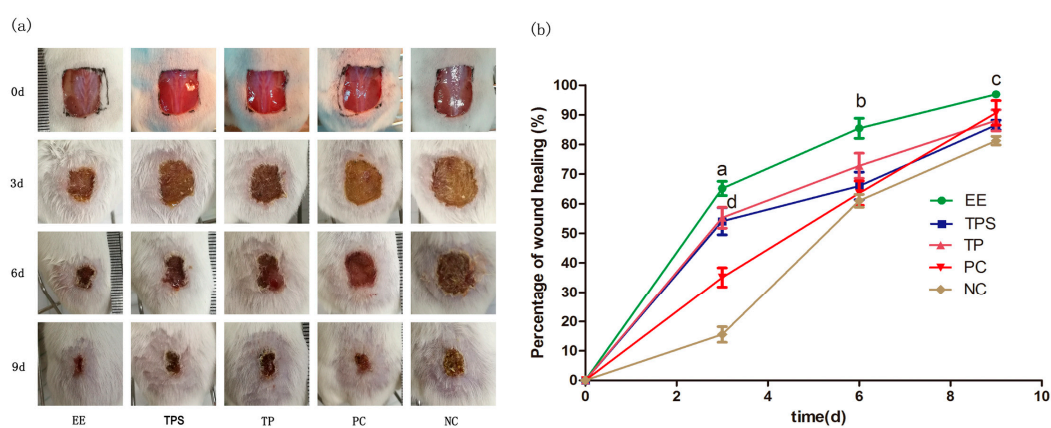 (a)
0d
3d
6d
9d
EE TPS TP PC NC
(b)
Percentage of wound healing (%)
100
90
80
70
60
50
40
30
20
10
0
0 2 4 6 8 10
time(d)
a
d
b
c
EE
TPS
TP
PC
NC